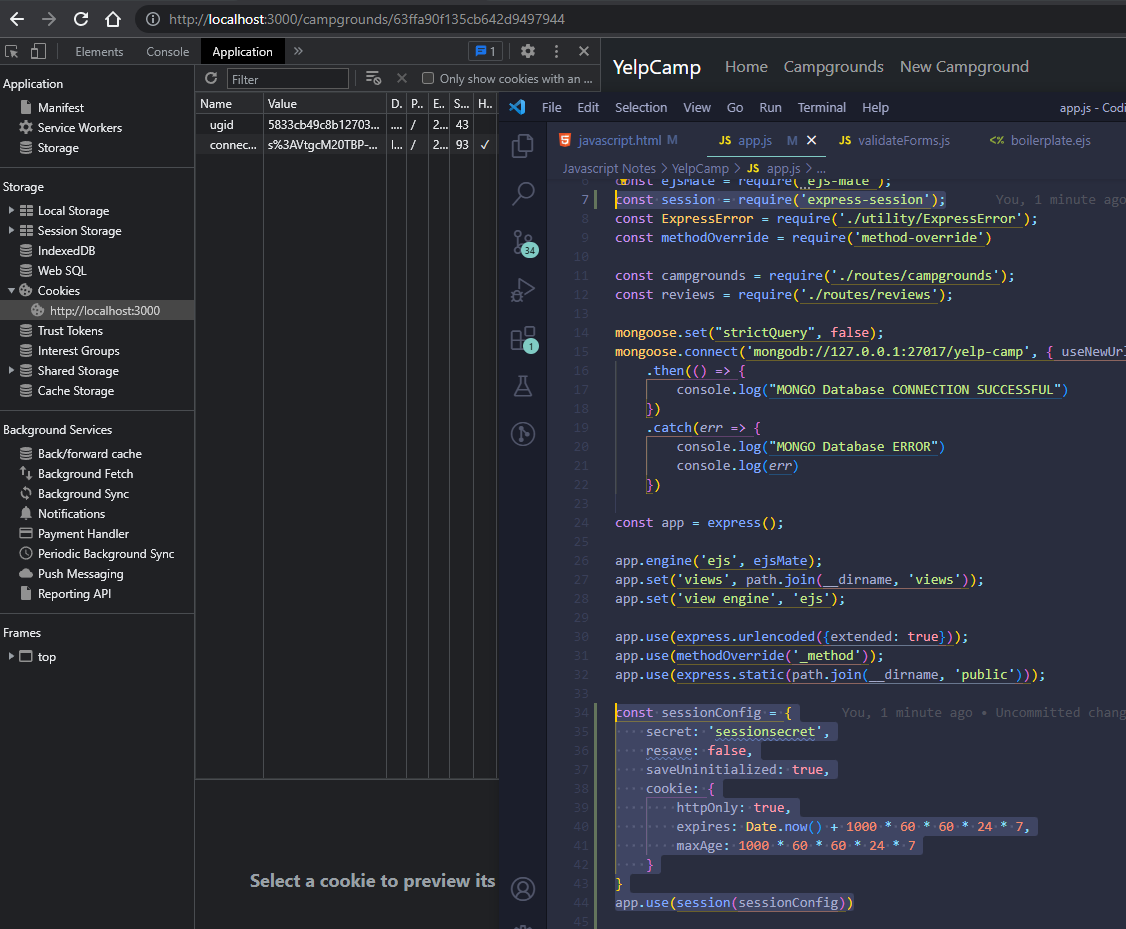 http://localhost:3000/campgrounds/63ffa90f135cb642d9497944
Elements Console Application » 1
Filter
Only show cookies with an ...
Name Value D. P.. E.. S... H..
ugid 5833cb49c8b12703... .... / 2... 43
connec... s%3AVtgcM20TBP-... l... / 2... 93 ✓
Select a cookie to preview its
Application
Manifest
Service Workers
Storage
Storage
Local Storage
Session Storage
IndexedDB
Web SQL
Cookies
http://localhost:3000
Trust Tokens
Interest Groups
Shared Storage
Cache Storage
Background Services
Back/forward cache
Background Fetch
Background Sync
Notifications
Payment Handler
Periodic Background Sync
Push Messaging
Reporting API
Frames
top
YelpCamp Home Campgrounds New Campground
File Edit Selection View Go Run Terminal Help app.js - Codi
javascript.html M JS app.js M JS validateForms.js <% boilerplate.ejs
Javascript Notes > YelpCamp > JS app.js > ...
34
1
6 const ejsMate = require('ejs-mate');
7 const session = require('express-session'); You, 1 minute ago
8 const ExpressError = require('./utility/ExpressError');
9 const methodOverride = require('method-override')
10
11 const campgrounds = require('./routes/campgrounds');
12 const reviews = require('./routes/reviews');
13
14 mongoose.set("strictQuery", false);
15 mongoose.connect('mongodb://127.0.0.1:27017/yelp-camp', { useNewUrl
16 .then(() => {
17 console.log("MONGO Database CONNECTION SUCCESSFUL")
18 })
19 .catch(err => {
20 console.log("MONGO Database ERROR")
21 console.log(err)
22 })
23
24 const app = express();
25
26 app.engine('ejs', ejsMate);
27 app.set('views', path.join(__dirname, 'views'));
28 app.set('view engine', 'ejs');
29
30 app.use(express.urlencoded({extended: true}));
31 app.use(methodOverride('_method'));
32 app.use(express.static(path.join(__dirname, 'public')));
33
34 const sessionConfig = { You, 1 minute ago • Uncommitted chang
35 secret: 'sessionsecret',
36 resave: false,
37 saveUninitialized: true,
38 cookie: {
39 httpOnly: true,
40 expires: Date.now() + 1000 * 60 * 60 * 24 * 7,
41 maxAge: 1000 * 60 * 60 * 24 * 7
42 }
43 }
44 app.use(session(sessionConfig))
45